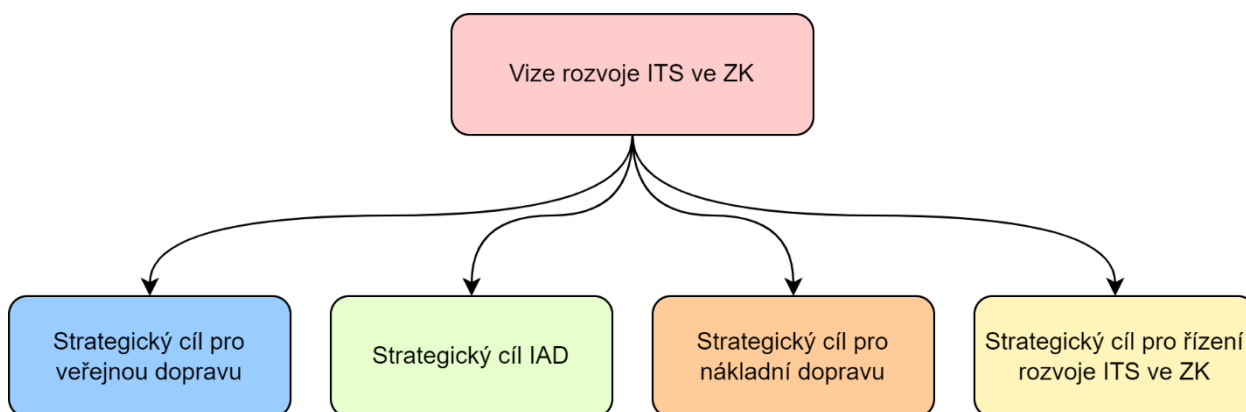 Vize rozvoje ITS ve ZK
Strategický cíl pro
veřejnou dopravu
Strategický cíl IAD
Strategický cíl pro
nákladní dopravu
Strategický cíl pro řízení
rozvoje ITS ve ZK